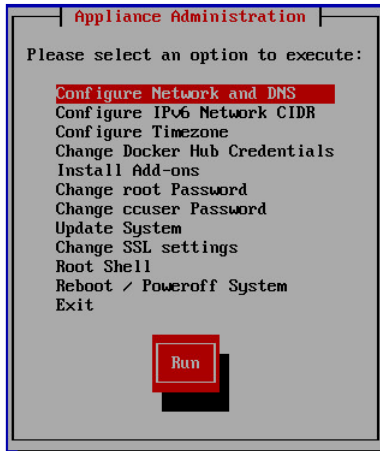 Appliance Administration
Please select an option to execute:
Configure Network and DNS
Configure IPv6 Network CIDR
Configure Timezone
Change Docker Hub Credentials
Install Add-ons
Change root Password
Change ccuser Password
Update System
Change SSL settings
Root Shell
Reboot / Poweroff System
Exit
Run